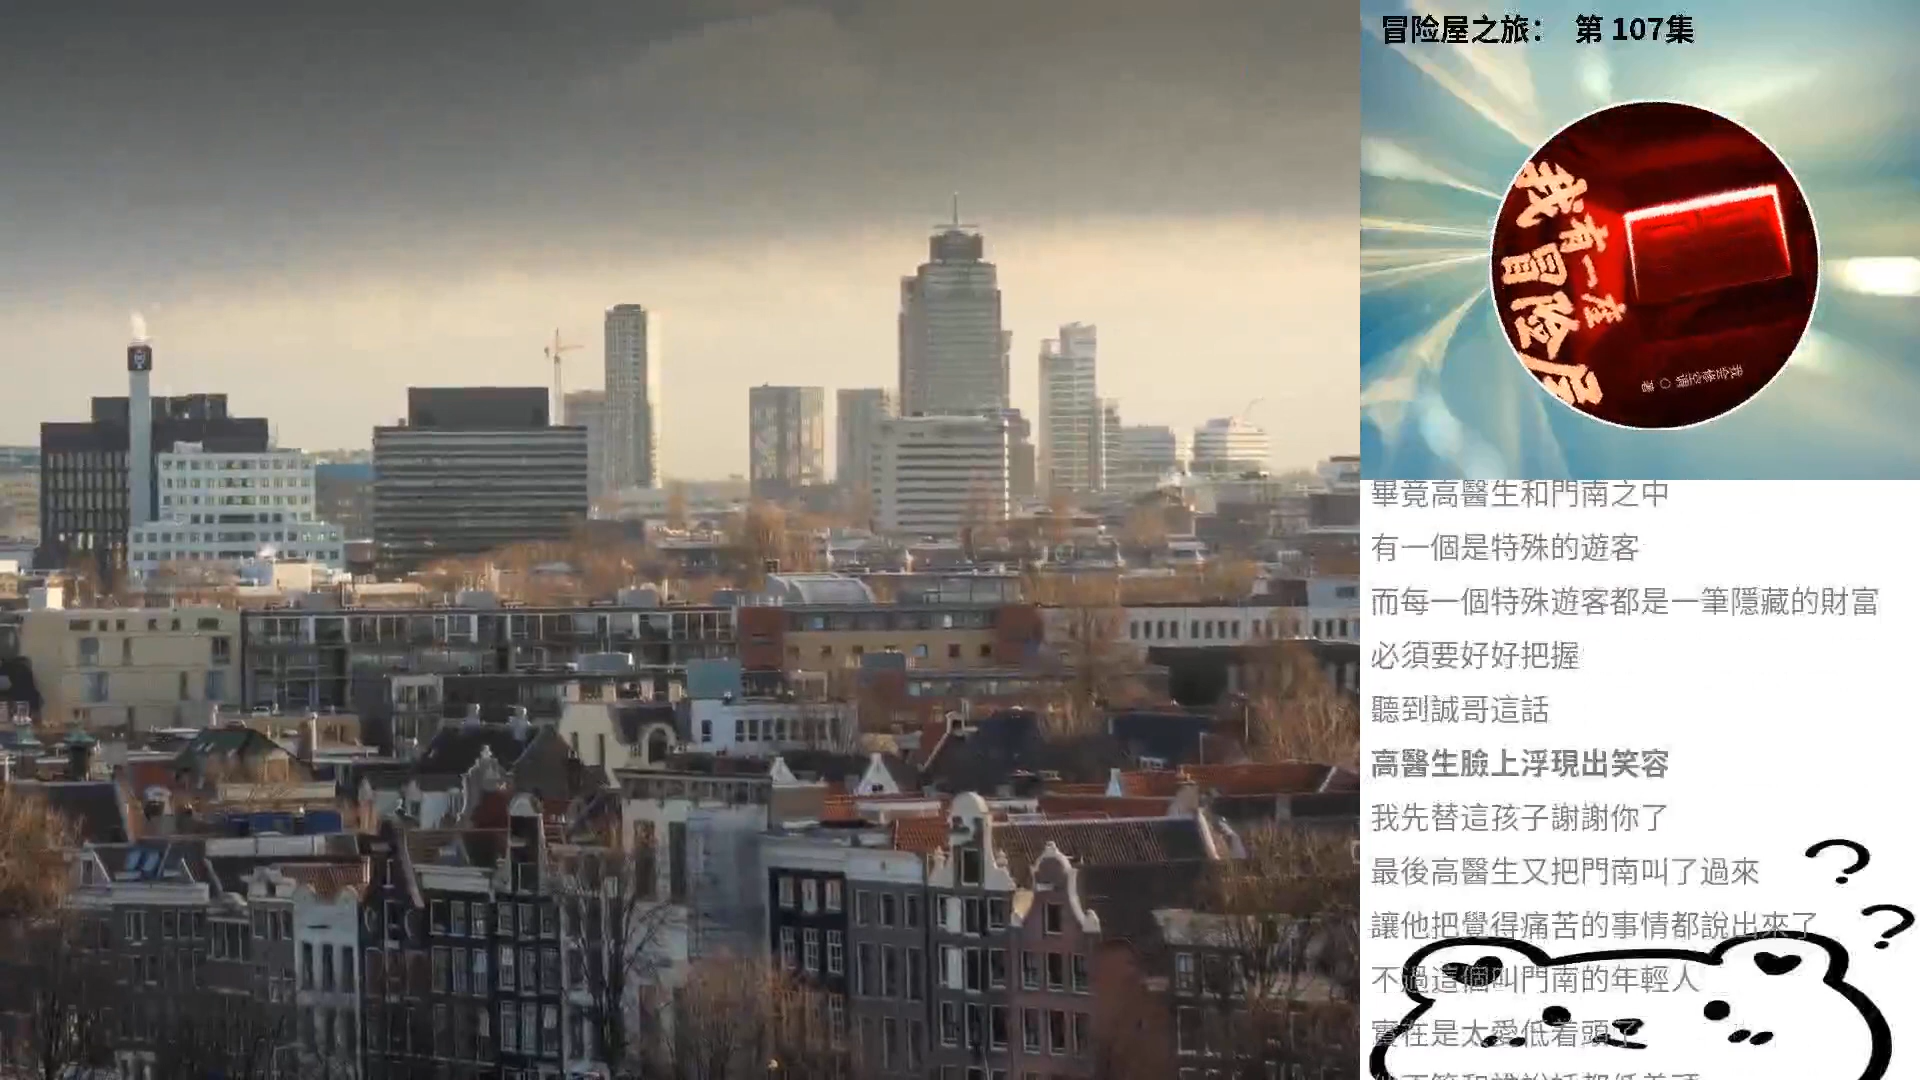 冒险屋之旅： 第 107集
我有一座
冒险屋
我会修空调 ○ 著
畢竟高醫生和門南之中
有一個是特殊的遊客
而每一個特殊遊客都是一筆隱藏的財富
必須要好好把握
聽到誠哥這話
高醫生臉上浮現出笑容
我先替這孩子謝謝你了
最後高醫生又把門南叫了過來
讓他把覺得痛苦的事情都說出來了
不過這個叫門南的年輕人
實在是太愛低着頭了